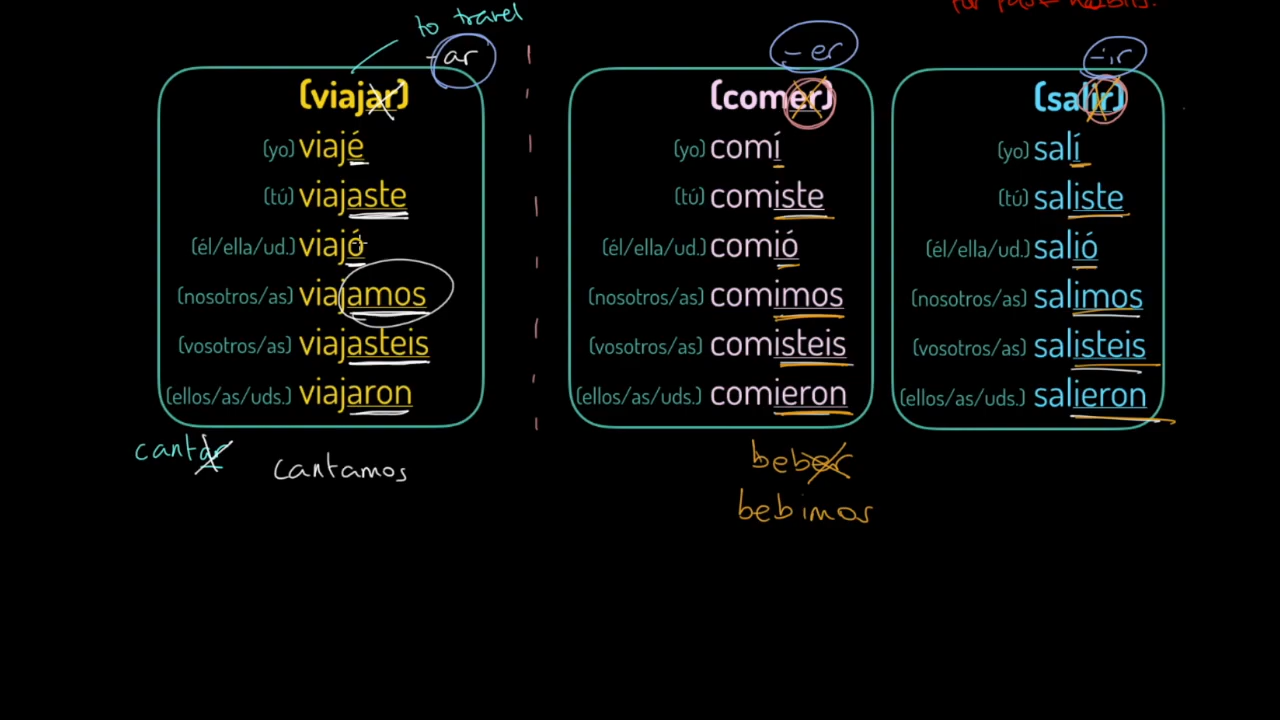 to travel
-ar
(viajar)
(yo) viajé
(tú) viajaste
(él/ella/ud.) viajó
(nosotros/as) viajamos
(vosotros/as) viajasteis
(ellos/as/uds.) viajaron
cantar
cantamos
-er
(comer)
(yo) comí
(tú) comiste
(él/ella/ud.) comió
(nosotros/as) comimos
(vosotros/as) comisteis
(ellos/as/uds.) comieron
beber
bebimos
-ir
(salir)
(yo) salí
(tú) saliste
(él/ella/ud.) salió
(nosotros/as) salimos
(vosotros/as) salisteis
(ellos/as/uds.) salieron